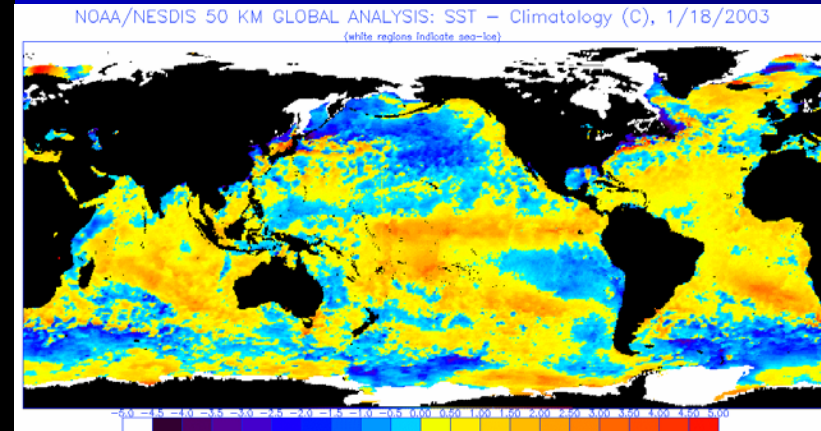 NOAA/NESDIS 50 KM GLOBAL ANALYSIS: SST – Climatology (C), 1/18/2003
(white regions indicate sea-ice)
-5.0 -4.5 -4.0 -3.5 -3.0 -2.5 -2.0 -1.5 -1.0 -0.5 0.00 0.50 1.00 1.50 2.00 2.50 3.00 3.50 4.00 4.50 5.00